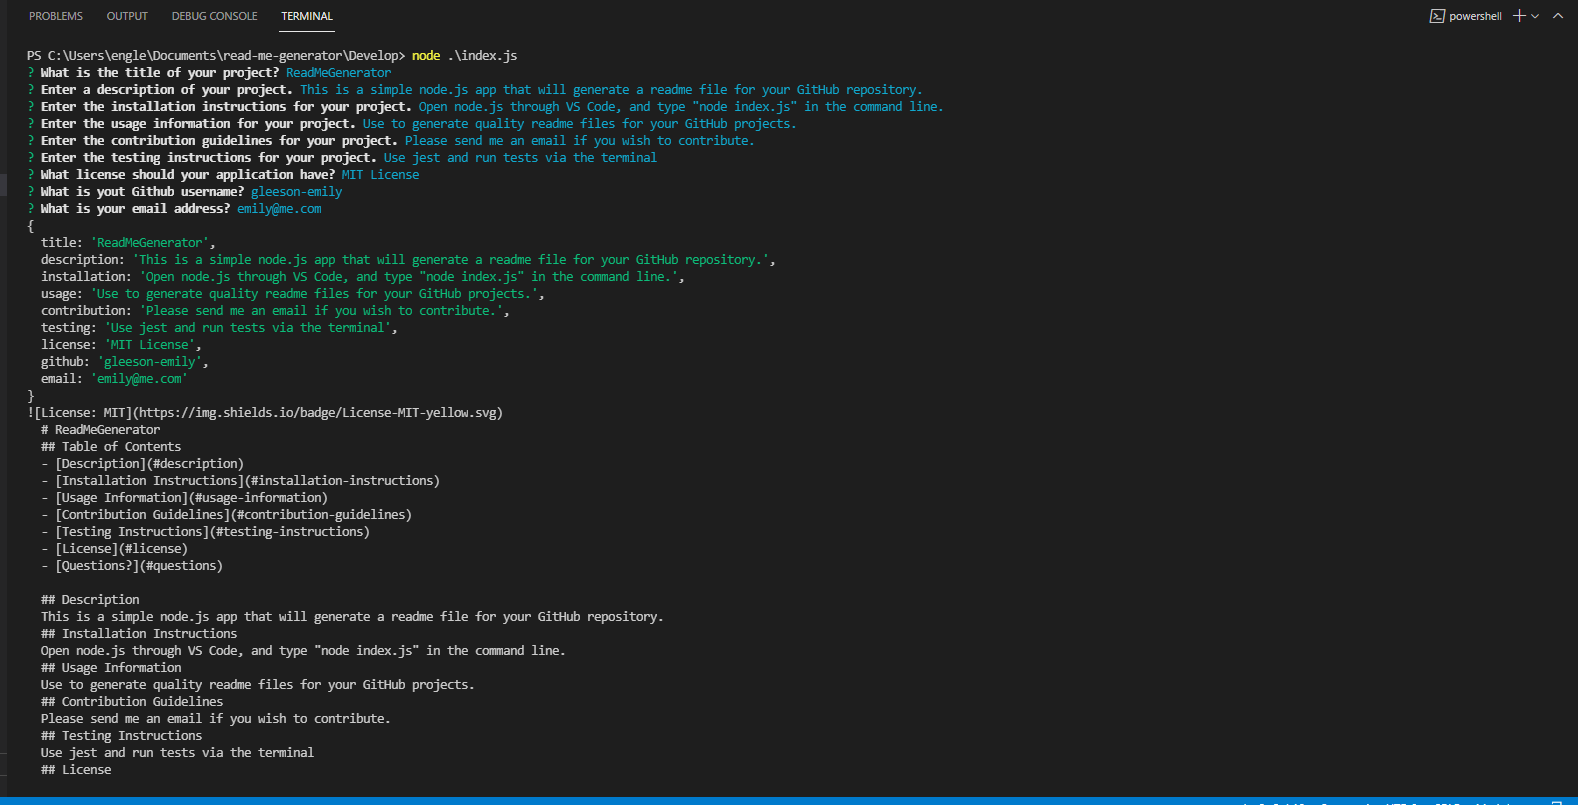 PROBLEMS OUTPUT DEBUG CONSOLE TERMINAL powershell
PS C:\Users\engle\Documents\read-me-generator\Develop> node .\index.js
? What is the title of your project? ReadMeGenerator
? Enter a description of your project. This is a simple node.js app that will generate a readme file for your GitHub repository.
? Enter the installation instructions for your project. Open node.js through VS Code, and type "node index.js" in the command line.
? Enter the usage information for your project. Use to generate quality readme files for your GitHub projects.
? Enter the contribution guidelines for your project. Please send me an email if you wish to contribute.
? Enter the testing instructions for your project. Use jest and run tests via the terminal
? What license should your application have? MIT License
? What is yout Github username? gleeson-emily
? What is your email address? emily@me.com
{
  title: 'ReadMeGenerator',
  description: 'This is a simple node.js app that will generate a readme file for your GitHub repository.',
  installation: 'Open node.js through VS Code, and type "node index.js" in the command line.',
  usage: 'Use to generate quality readme files for your GitHub projects.',
  contribution: 'Please send me an email if you wish to contribute.',
  testing: 'Use jest and run tests via the terminal',
  license: 'MIT License',
  github: 'gleeson-emily',
  email: 'emily@me.com'
}
![License: MIT](https://img.shields.io/badge/License-MIT-yellow.svg)
  # ReadMeGenerator
  ## Table of Contents
  - [Description](#description)
  - [Installation Instructions](#installation-instructions)
  - [Usage Information](#usage-information)
  - [Contribution Guidelines](#contribution-guidelines)
  - [Testing Instructions](#testing-instructions)
  - [License](#license)
  - [Questions?](#questions)

  ## Description
  This is a simple node.js app that will generate a readme file for your GitHub repository.
  ## Installation Instructions
  Open node.js through VS Code, and type "node index.js" in the command line.
  ## Usage Information
  Use to generate quality readme files for your GitHub projects.
  ## Contribution Guidelines
  Please send me an email if you wish to contribute.
  ## Testing Instructions
  Use jest and run tests via the terminal
  ## License